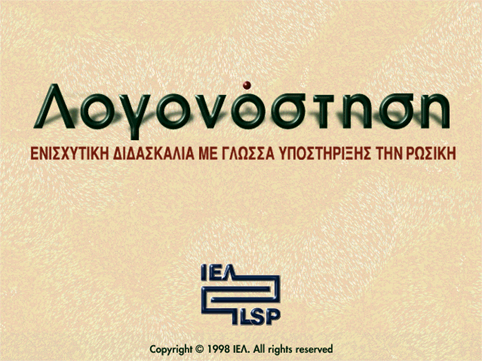 Λογονόστηση
ΕΝΙΣΧΥΤΙΚΗ ΔΙΔΑΣΚΑΛΙΑ ΜΕ ΓΛΩΣΣΑ ΥΠΟΣΤΗΡΙΞΗΣ ΤΗΝ ΡΩΣΙΚΗ
ΙΕΛ
ILSP
Copyright © 1998 ΙΕΛ. All rights reserved